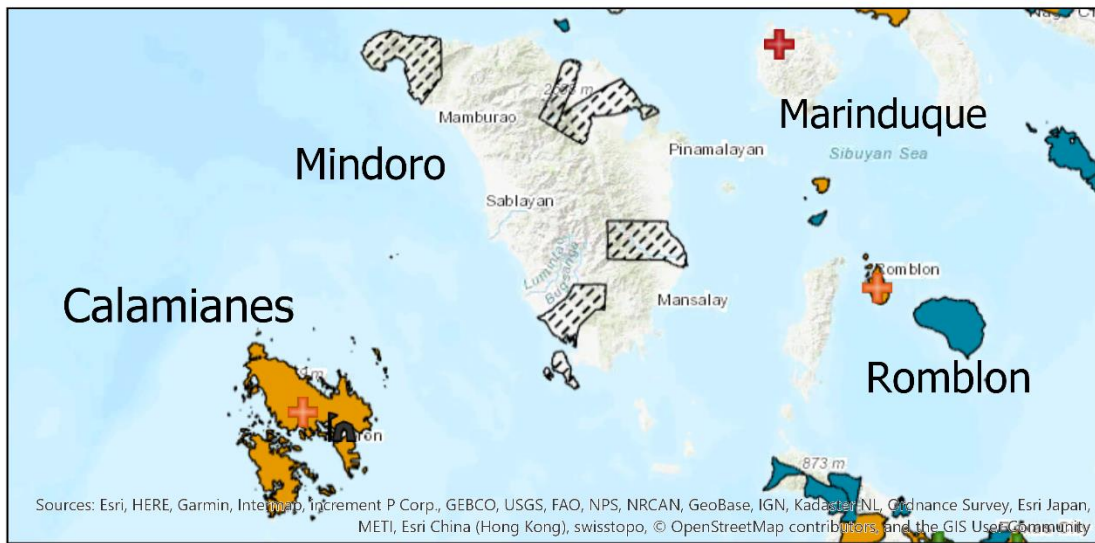 Mamburao
Mindoro
Marinduque
Pinamalayan
Sibuyan Sea
Sablayan
Romblon
Calamianes
Mansalay
Romblon
873 m
Sources: Esri, HERE, Garmin, Intermap, increment P Corp., GEBCO, USGS, FAO, NPS, NRCAN, GeoBase, IGN, Kadaster NL, Ordnance Survey, Esri Japan,
METI, Esri China (Hong Kong), swisstopo, © OpenStreetMap contributors, and the GIS User Community